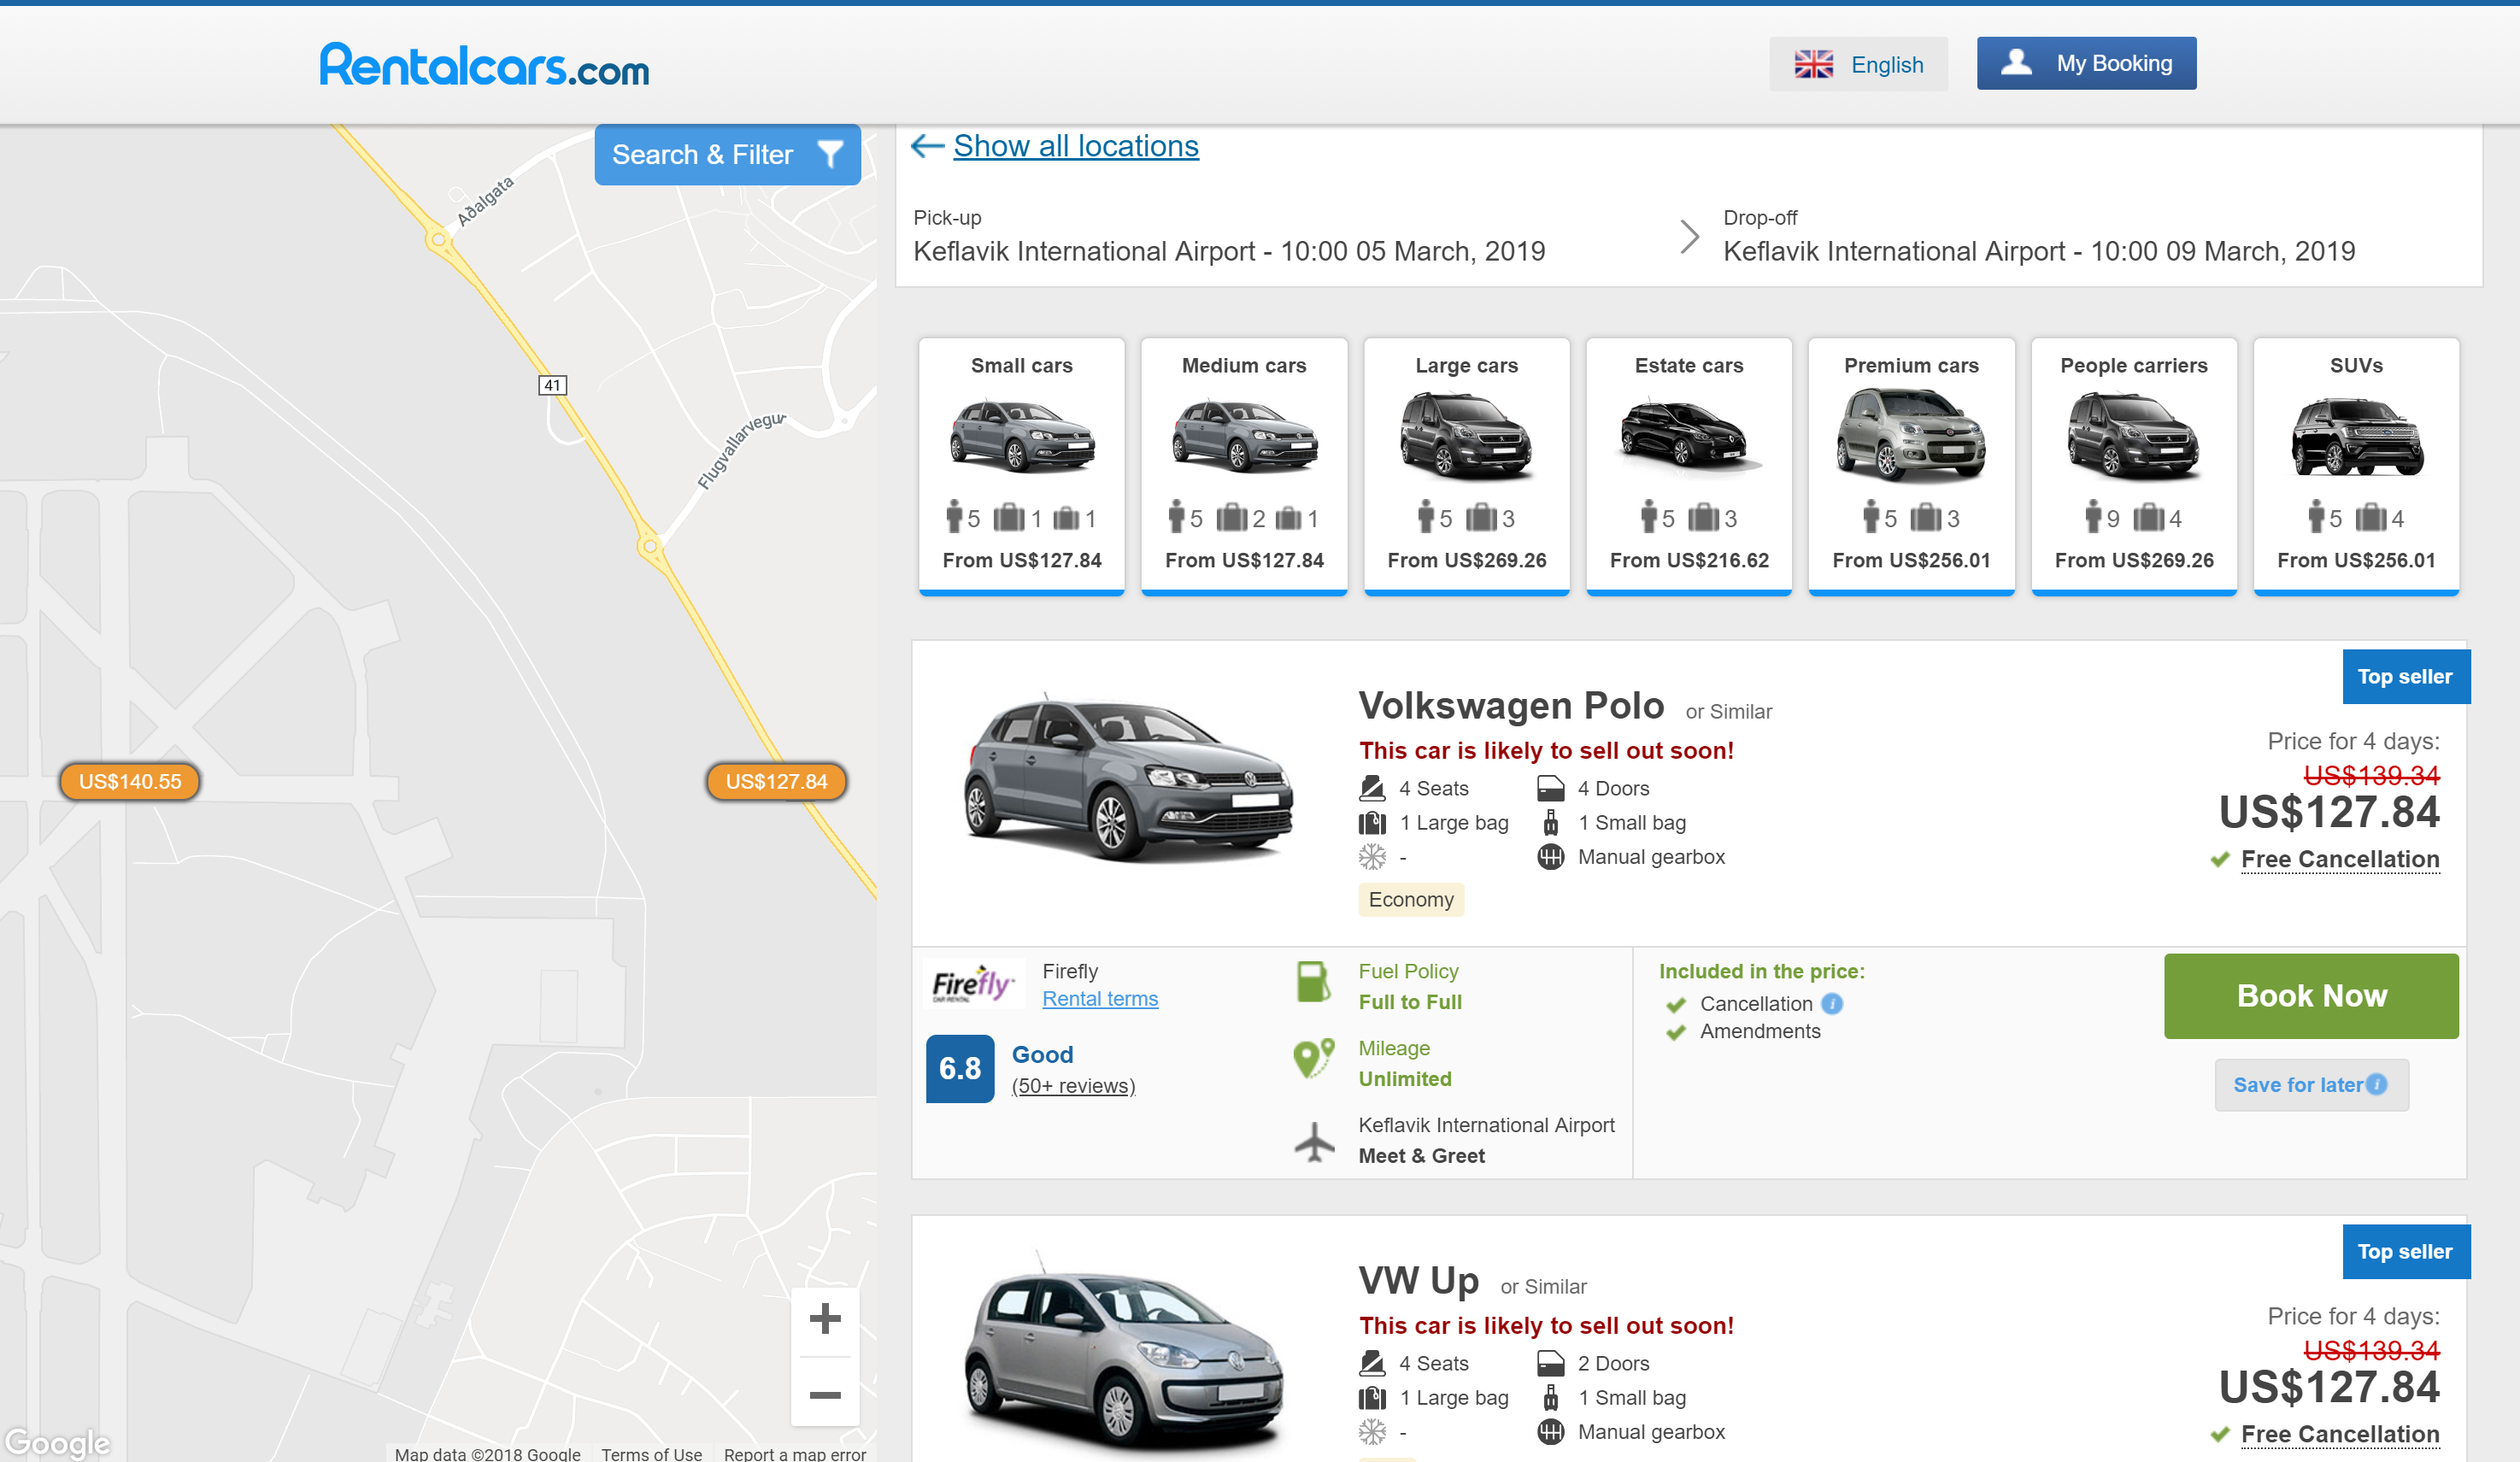 Rentalcars.com
English
My Booking
Search & Filter
Aðalgata
41
Flugvallarvegur
US$140.55
US$127.84
Google
Map data ©2018 Google
Terms of Use
Report a map error
Show all locations
Pick-up
Keflavik International Airport - 10:00 05 March, 2019
Drop-off
Keflavik International Airport - 10:00 09 March, 2019
Small cars
5 1 1
From US$127.84
Medium cars
5 2 1
From US$127.84
Large cars
5 3
From US$269.26
Estate cars
5 3
From US$216.62
Premium cars
5 3
From US$256.01
People carriers
9 4
From US$269.26
SUVs
5 4
From US$256.01
Top seller
Volkswagen Polo or Similar
This car is likely to sell out soon!
4 Seats
4 Doors
1 Large bag
1 Small bag
-
Manual gearbox
Economy
Price for 4 days:
US$139.34
US$127.84
Free Cancellation
Firefly
CAR RENTAL
Firefly
Rental terms
6.8
Good
(50+ reviews)
Fuel Policy
Full to Full
Mileage
Unlimited
Keflavik International Airport
Meet & Greet
Included in the price:
Cancellation i
Amendments
Book Now
Save for later i
Top seller
VW Up or Similar
This car is likely to sell out soon!
4 Seats
2 Doors
1 Large bag
1 Small bag
-
Manual gearbox
Price for 4 days:
US$139.34
US$127.84
Free Cancellation